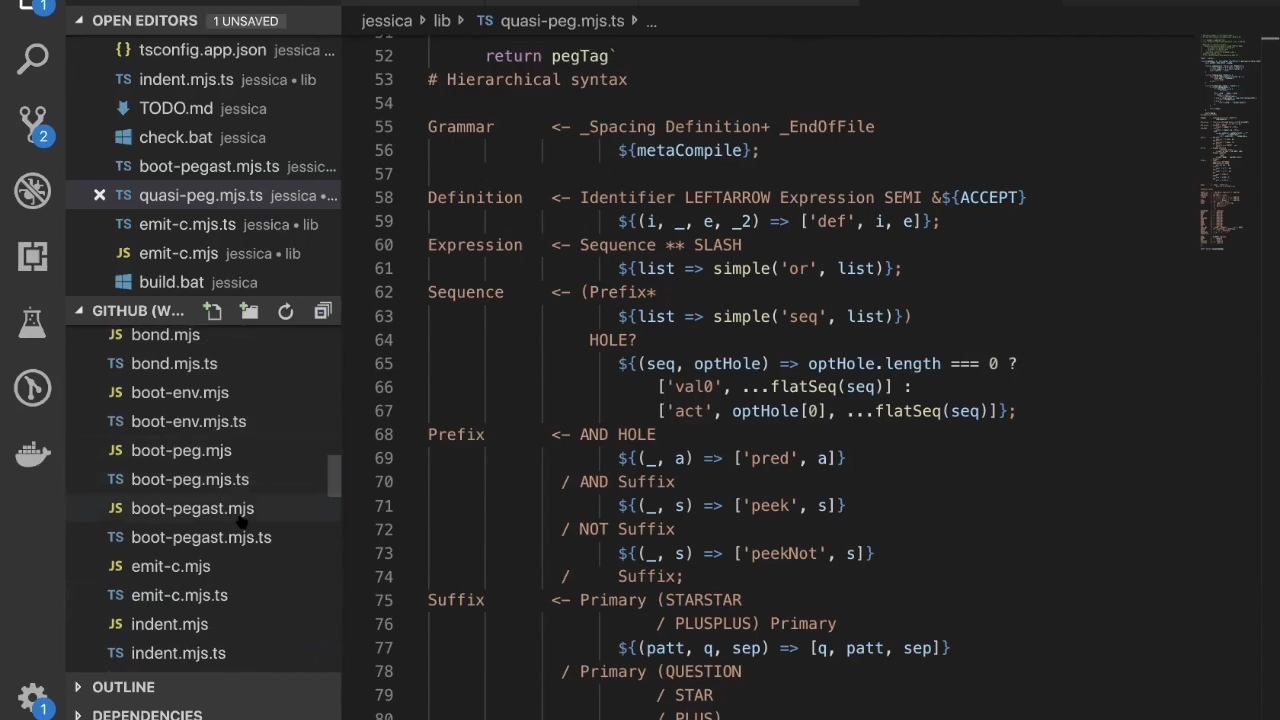 1
OPEN EDITORS 1 UNSAVED
{} tsconfig.app.json jessica ...
TS indent.mjs.ts jessica • lib
TODO.md jessica
2
check.bat jessica
TS boot-pegast.mjs.ts jessic...
TS quasi-peg.mjs.ts jessica •...
TS emit-c.mjs.ts jessica • lib
JS emit-c.mjs jessica • lib
build.bat jessica
GITHUB (W...
JS bond.mjs
TS bond.mjs.ts
JS boot-env.mjs
TS boot-env.mjs.ts
JS boot-peg.mjs
TS boot-peg.mjs.ts
JS boot-pegast.mjs
TS boot-pegast.mjs.ts
JS emit-c.mjs
TS emit-c.mjs.ts
JS indent.mjs
TS indent.mjs.ts
OUTLINE
1
DEPENDENCIES
jessica lib TS quasi-peg.mjs.ts ...
51
52 return pegTag`
53 # Hierarchical syntax
54
55 Grammar <- _Spacing Definition+ _EndOfFile
56 ${metaCompile};
57
58 Definition <- Identifier LEFTARROW Expression SEMI &${ACCEPT}
59 ${(i, _, e, _2) => ['def', i, e]};
60 Expression <- Sequence ** SLASH
61 ${list => simple('or', list)};
62 Sequence <- (Prefix*
63 ${list => simple('seq', list)})
64 HOLE?
65 ${(seq, optHole) => optHole.length === 0 ?
66 ['val0', ...flatSeq(seq)] :
67 ['act', optHole[0], ...flatSeq(seq)]};
68 Prefix <- AND HOLE
69 ${(_, a) => ['pred', a]}
70 / AND Suffix
71 ${(_, s) => ['peek', s]}
72 / NOT Suffix
73 ${(_, s) => ['peekNot', s]}
74 / Suffix;
75 Suffix <- Primary (STARSTAR
76 / PLUSPLUS) Primary
77 ${(patt, q, sep) => [q, patt, sep]}
78 / Primary (QUESTION
79 / STAR
80 / PLUS)